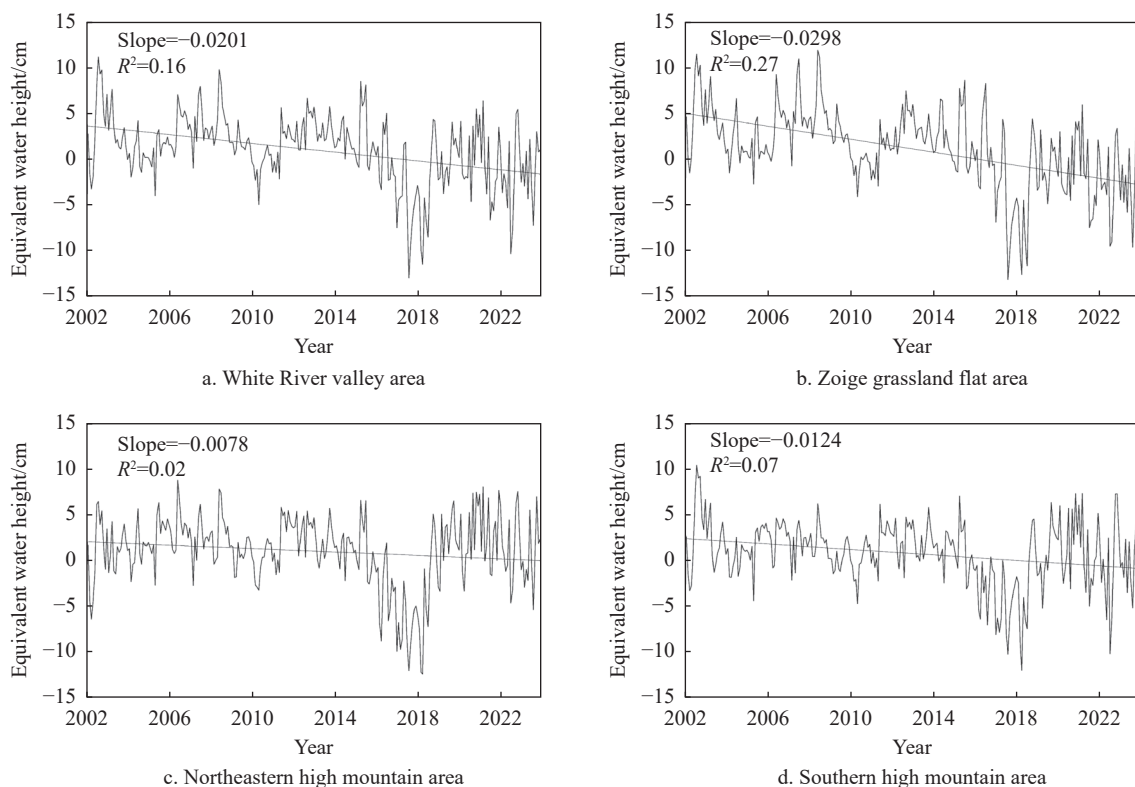 Equivalent water height/cm
15
10
5
0
−5
−10
−15
Slope=−0.0201
R²=0.16
2002 2006 2010 2014 2018 2022
Year
a. White River valley area
Equivalent water height/cm
15
10
5
0
−5
−10
−15
Slope=−0.0298
R²=0.27
2002 2006 2010 2014 2018 2022
Year
b. Zoige grassland flat area
Equivalent water height/cm
15
10
5
0
−5
−10
−15
Slope=−0.0078
R²=0.02
2002 2006 2010 2014 2018 2022
Year
c. Northeastern high mountain area
Equivalent water height/cm
15
10
5
0
−5
−10
−15
Slope=−0.0124
R²=0.07
2002 2006 2010 2014 2018 2022
Year
d. Southern high mountain area